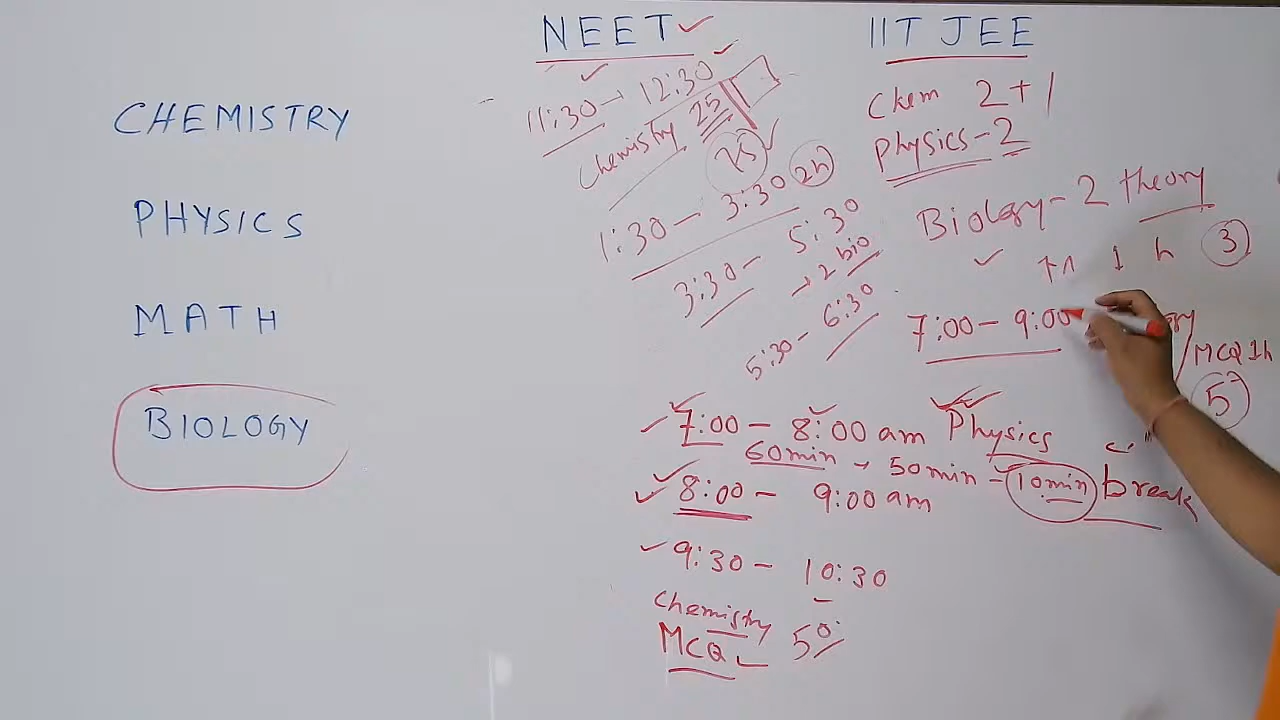 CHEMISTRY
PHYSICS
MATH
BIOLOGY
NEET
11:30 → 12:30
Chemistry 25
25
1:30 – 3:30 2h
3:30 – 5:30
→ 2 bio
5:30 – 6:30
IIT JEE
Chem 2+1
Physics – 2
Biology – 2 theory
1 h 3
7:00 – 9:00
MCQ 1h
5
7:00 – 8:00 am Physics
60min → 50min – 10min break
8:00 – 9:00 am
9:30 – 10:30
Chemistry
MCQ 50